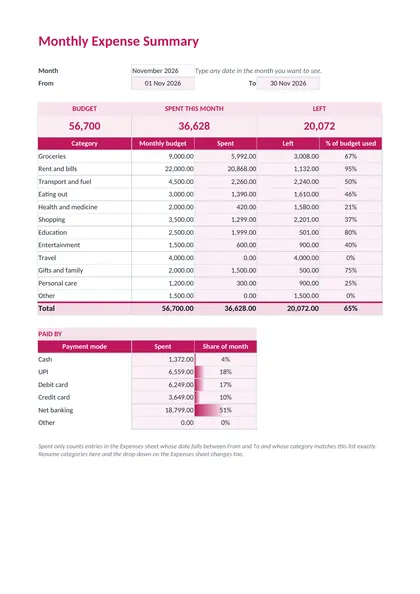 Monthly Expense Summary
Month November 2026 Type any date in the month you want to see.
From 01 Nov 2026 To 30 Nov 2026
BUDGET SPENT THIS MONTH LEFT
56,700 36,628 20,072
Category Monthly budget Spent Left % of budget used
Groceries 9,000.00 5,992.00 3,008.00 67%
Rent and bills 22,000.00 20,868.00 1,132.00 95%
Transport and fuel 4,500.00 2,260.00 2,240.00 50%
Eating out 3,000.00 1,390.00 1,610.00 46%
Health and medicine 2,000.00 420.00 1,580.00 21%
Shopping 3,500.00 1,299.00 2,201.00 37%
Education 2,500.00 1,999.00 501.00 80%
Entertainment 1,500.00 600.00 900.00 40%
Travel 4,000.00 0.00 4,000.00 0%
Gifts and family 2,000.00 1,500.00 500.00 75%
Personal care 1,200.00 300.00 900.00 25%
Other 1,500.00 0.00 1,500.00 0%
Total 56,700.00 36,628.00 20,072.00 65%
PAID BY
Payment mode Spent Share of month
Cash 1,372.00 4%
UPI 6,559.00 18%
Debit card 6,249.00 17%
Credit card 3,649.00 10%
Net banking 18,799.00 51%
Other 0.00 0%
Spent only counts entries in the Expenses sheet whose date falls between From and To and whose category matches this list exactly.
Rename categories here and the drop-down on the Expenses sheet changes too.